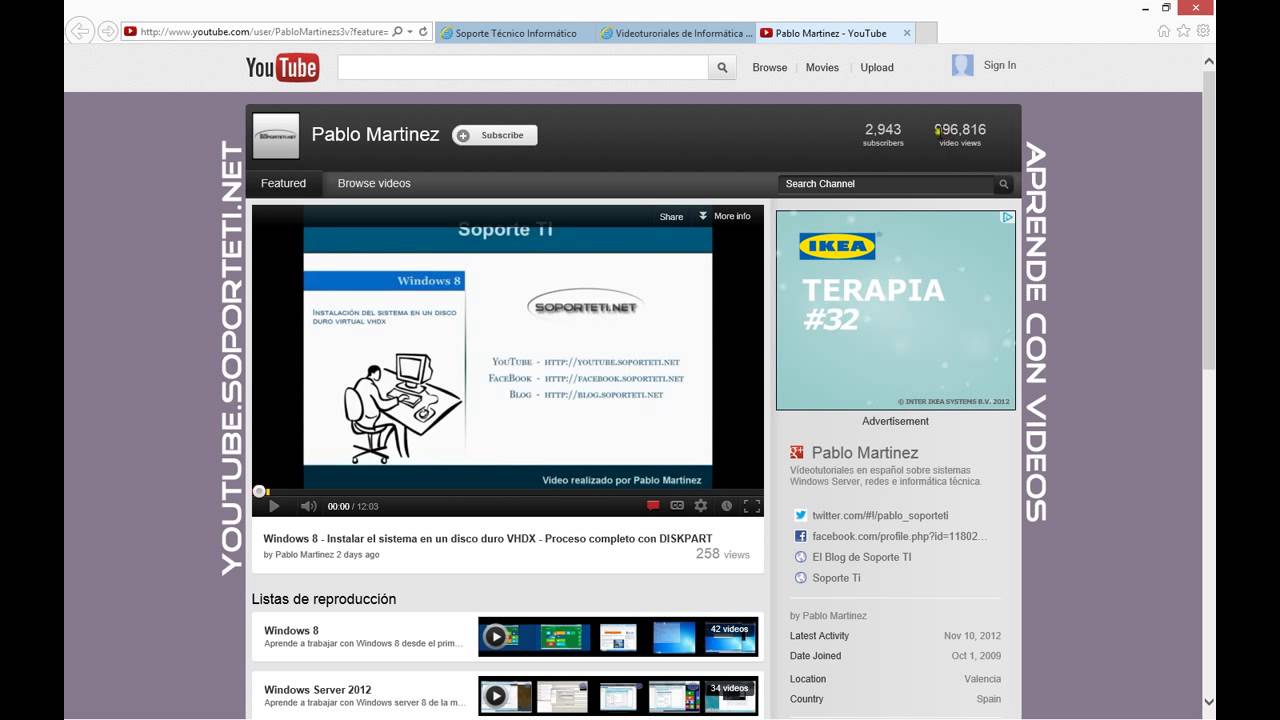 http://www.youtube.com/user/PabloMartinezs3v?feature=
Soporte Técnico Informático
Videoturoriales de Informática ...
Pablo Martinez - YouTube
YouTube
Browse
Movies
Upload
Sign In
SOPORTETI.NET
Pablo Martinez
Subscribe
2,943
subscribers
96,816
video views
Featured
Browse videos
Search Channel
YOUTUBE.SOPORTETI.NET
APRENDE CON VIDEOS
Soporte TI
Share
More info
Windows 8
Instalación del sistema en un disco
duro virtual VHDX
SOPORTETI.NET
YouTube - http://youtube.soporteti.net
FaceBook - http://facebook.soporteti.net
Blog - http://blog.soporteti.net
Video realizado por Pablo Martinez
00:00 / 12:03
CC
Windows 8 - Instalar el sistema en un disco duro VHDX - Proceso completo con DISKPART
by Pablo Martinez 2 days ago
258 views
Listas de reproducción
Windows 8
Aprende a trabajar con Windows 8 desde el prim...
42 videos
Windows Server 2012
Aprende a trabajar con Windows server 8 de la m...
34 videos
IKEA
TERAPIA
#32
© INTER IKEA SYSTEMS B.V. 2012
Advertisement
Pablo Martinez
Vídeotutoriales en español sobre sistemas
Windows Server, redes e informática técnica.
twitter.com/#!/pablo_soporteti
facebook.com/profile.php?id=11802...
El Blog de Soporte TI
Soporte Ti
by Pablo Martinez
Latest Activity
Nov 10, 2012
Date Joined
Oct 1, 2009
Location
Valencia
Country
Spain